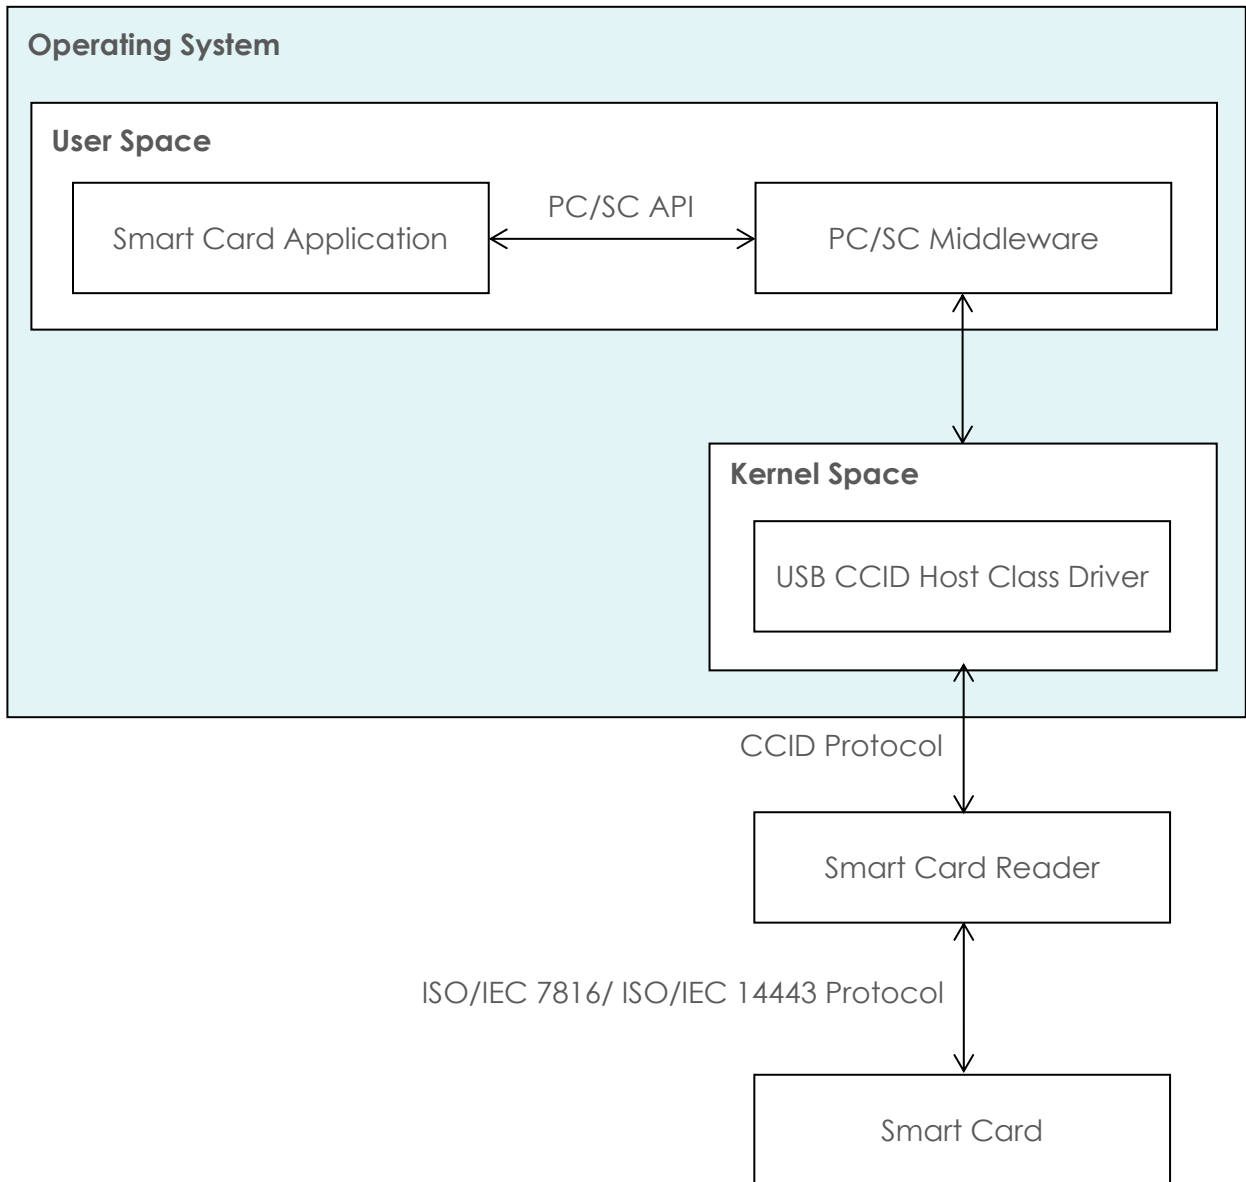 Operating System
User Space
PC/SC API
Smart Card Application
PC/SC Middleware
Kernel Space
USB CCID Host Class Driver
CCID Protocol
Smart Card Reader
ISO/IEC 7816/ ISO/IEC 14443 Protocol
Smart Card